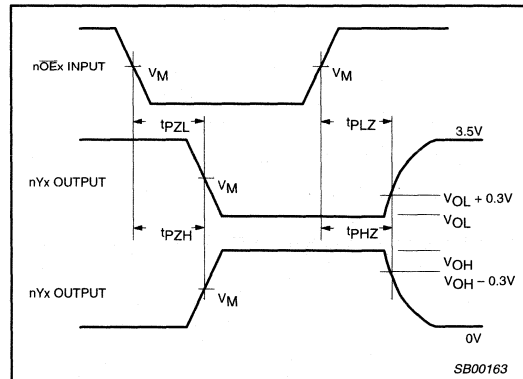 nOEx INPUT
VM
VM
tPZL
tPLZ
3.5V
nYx OUTPUT
VM
VOL + 0.3V
VOL
tPZH
tPHZ
VOH
VOH – 0.3V
nYx OUTPUT
VM
0V
SB00163